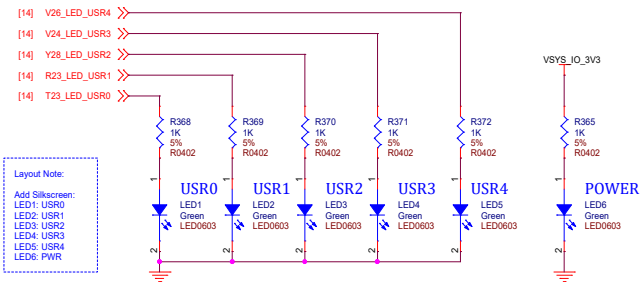 [14] V26_LED_USR4
[14] V24_LED_USR3
[14] Y28_LED_USR2
[14] R23_LED_USR1
[14] T23_LED_USR0
VSYS_IO_3V3
R368
1K
5%
R0402
R369
1K
5%
R0402
R370
1K
5%
R0402
R371
1K
5%
R0402
R372
1K
5%
R0402
R365
1K
5%
R0402
Layout Note:
Add Silkscreen:
LED1: USR0
LED2: USR1
LED3: USR2
LED4: USR3
LED5: USR4
LED6: PWR
1
USR0
LED1
Green
LED0603
2
1
USR1
LED2
Green
LED0603
2
1
USR2
LED3
Green
LED0603
2
1
USR3
LED4
Green
LED0603
2
1
USR4
LED5
Green
LED0603
2
1
POWER
LED6
Green
LED0603
2